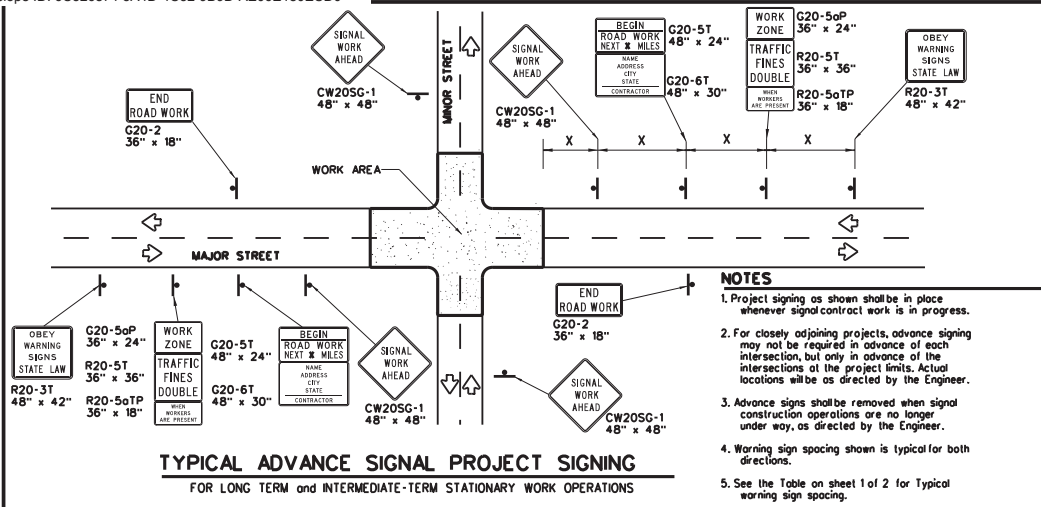 SIGNAL
WORK
AHEAD
CW20SG-1
48" x 48"
MINOR STREET
SIGNAL
WORK
AHEAD
CW20SG-1
48" x 48"
BEGIN
ROAD WORK
NEXT X MILES
NAME
ADDRESS
CITY
STATE
CONTRACTOR
G20-5T
48" x 24"
G20-6T
48" x 30"
WORK
ZONE
TRAFFIC
FINES
DOUBLE
WHEN
WORKERS
ARE PRESENT
G20-5aP
36" x 24"
R20-5T
36" x 36"
R20-5aTP
36" x 18"
OBEY
WARNING
SIGNS
STATE LAW
R20-3T
48" x 42"
END
ROAD WORK
G20-2
36" x 18"
X X X X
WORK AREA
MAJOR STREET
OBEY
WARNING
SIGNS
STATE LAW
R20-3T
48" x 42"
G20-5aP
36" x 24"
R20-5T
36" x 36"
R20-5aTP
36" x 18"
WORK
ZONE
TRAFFIC
FINES
DOUBLE
WHEN
WORKERS
ARE PRESENT
G20-5T
48" x 24"
G20-6T
48" x 30"
BEGIN
ROAD WORK
NEXT X MILES
NAME
ADDRESS
CITY
STATE
CONTRACTOR
SIGNAL
WORK
AHEAD
CW20SG-1
48" x 48"
END
ROAD WORK
G20-2
36" x 18"
SIGNAL
WORK
AHEAD
CW20SG-1
48" x 48"
TYPICAL ADVANCE SIGNAL PROJECT SIGNING
FOR LONG TERM and INTERMEDIATE-TERM STATIONARY WORK OPERATIONS
NOTES
1. Project signing as shown shall be in place
whenever signal contract work is in progress.
2. For closely adjoining projects, advance signing
may not be required in advance of each
intersection, but only in advance of the
intersections at the project limits. Actual
locations will be as directed by the Engineer.
3. Advance signs shall be removed when signal
construction operations are no longer
under way, as directed by the Engineer.
4. Warning sign spacing shown is typical for both
directions.
5. See the Table on sheet 1 of 2 for Typical
warning sign spacing.